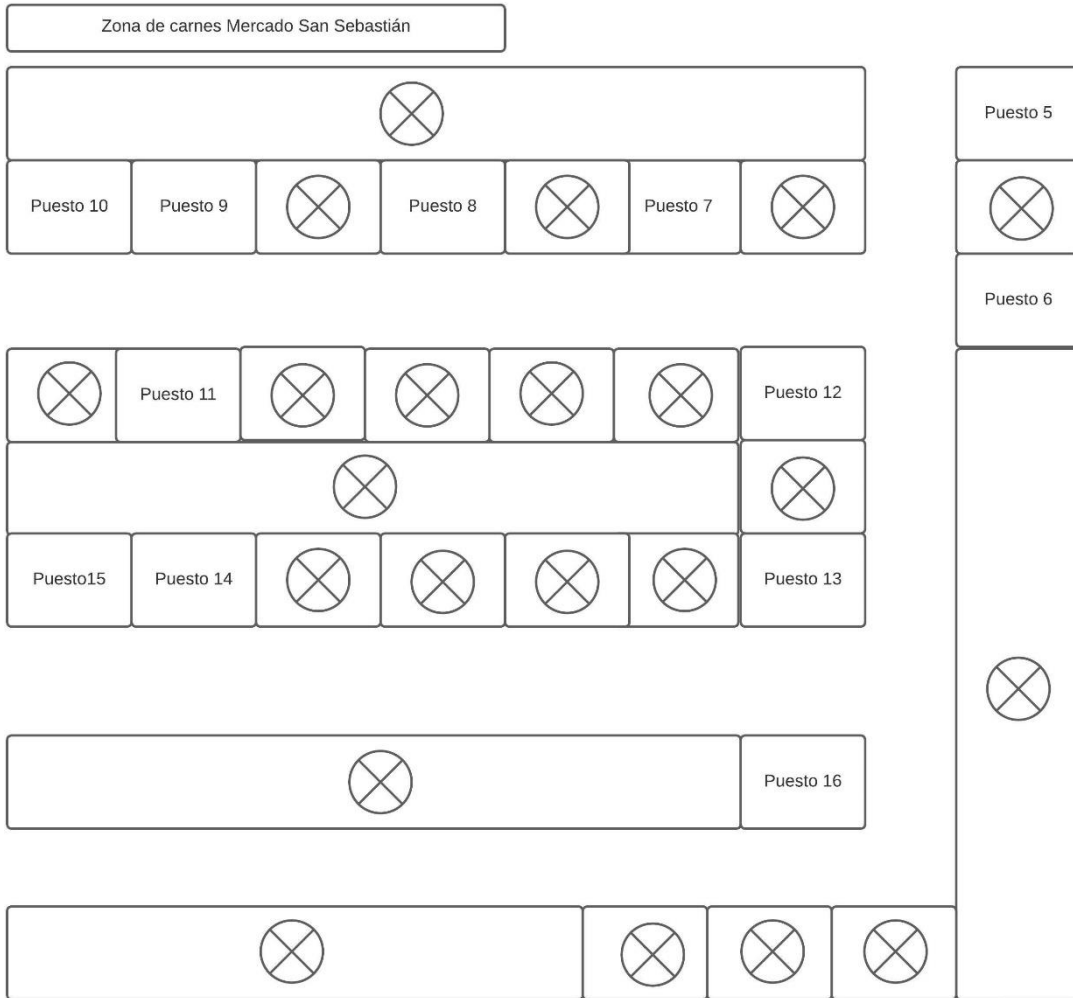 Zona de carnes Mercado San Sebastián
Puesto 5
Puesto 10
Puesto 9
Puesto 8
Puesto 7
Puesto 6
Puesto 11
Puesto 12
Puesto15
Puesto 14
Puesto 13
Puesto 16